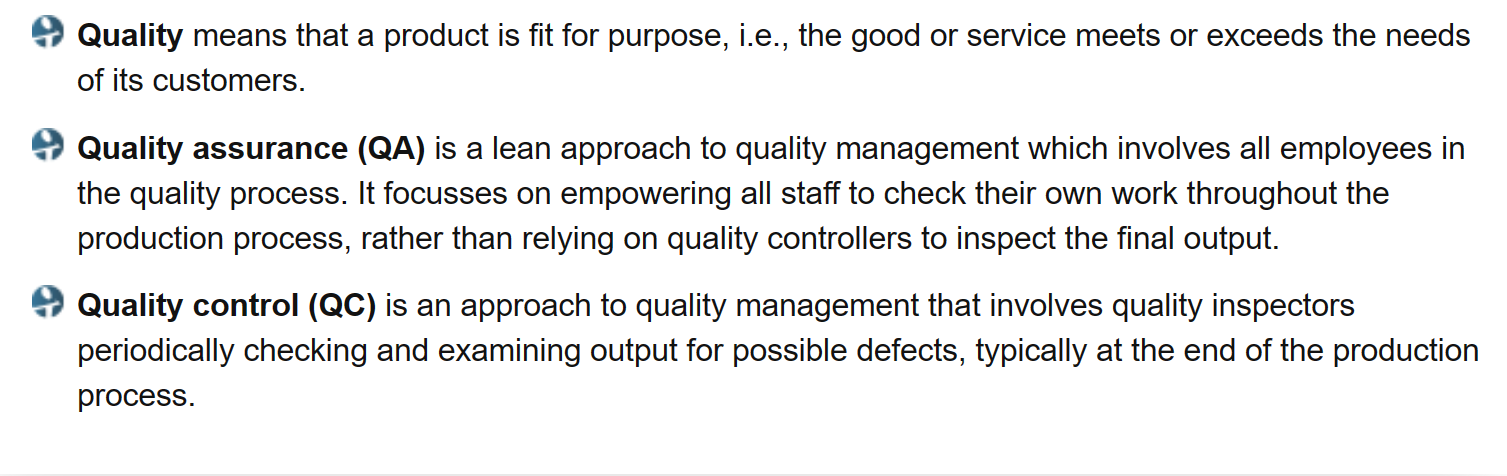 Quality means that a product is fit for purpose, i.e., the good or service meets or exceeds the needs
of its customers.
Quality assurance (QA) is a lean approach to quality management which involves all employees in
the quality process. It focusses on empowering all staff to check their own work throughout the
production process, rather than relying on quality controllers to inspect the final output.
Quality control (QC) is an approach to quality management that involves quality inspectors
periodically checking and examining output for possible defects, typically at the end of the production
process.